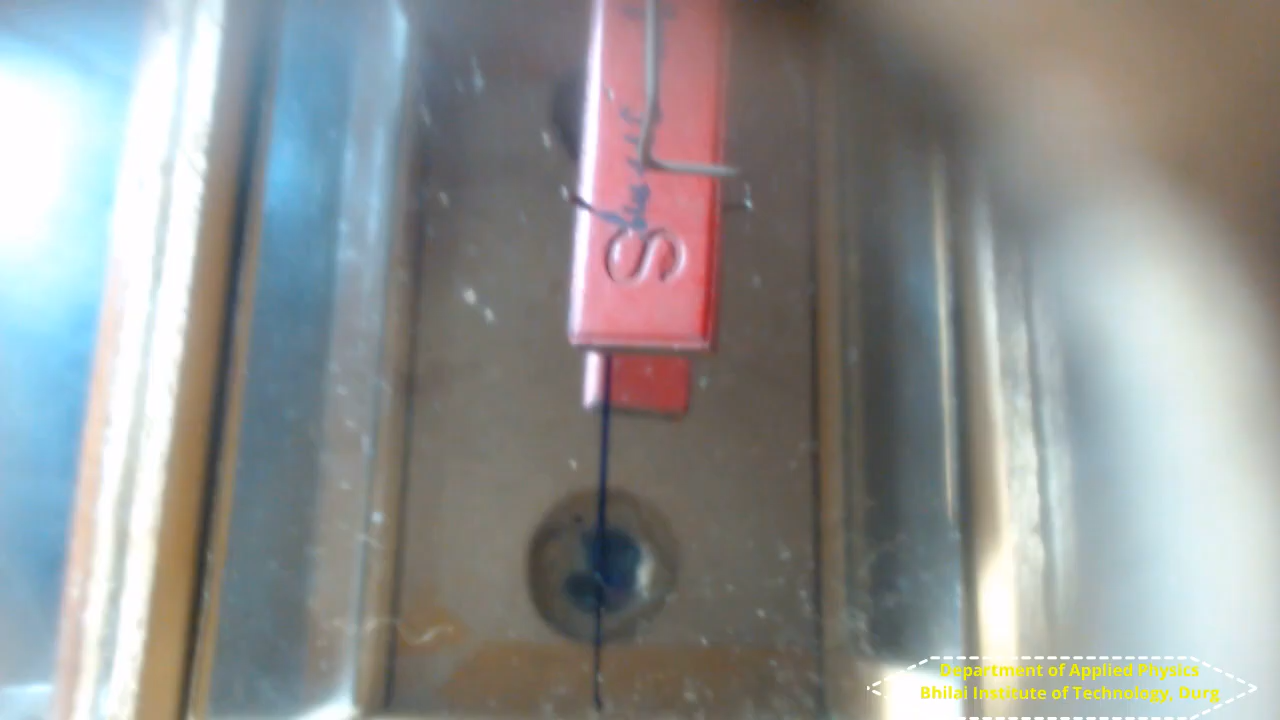 S
Department of Applied Physics
Bhilai Institute of Technology, Durg